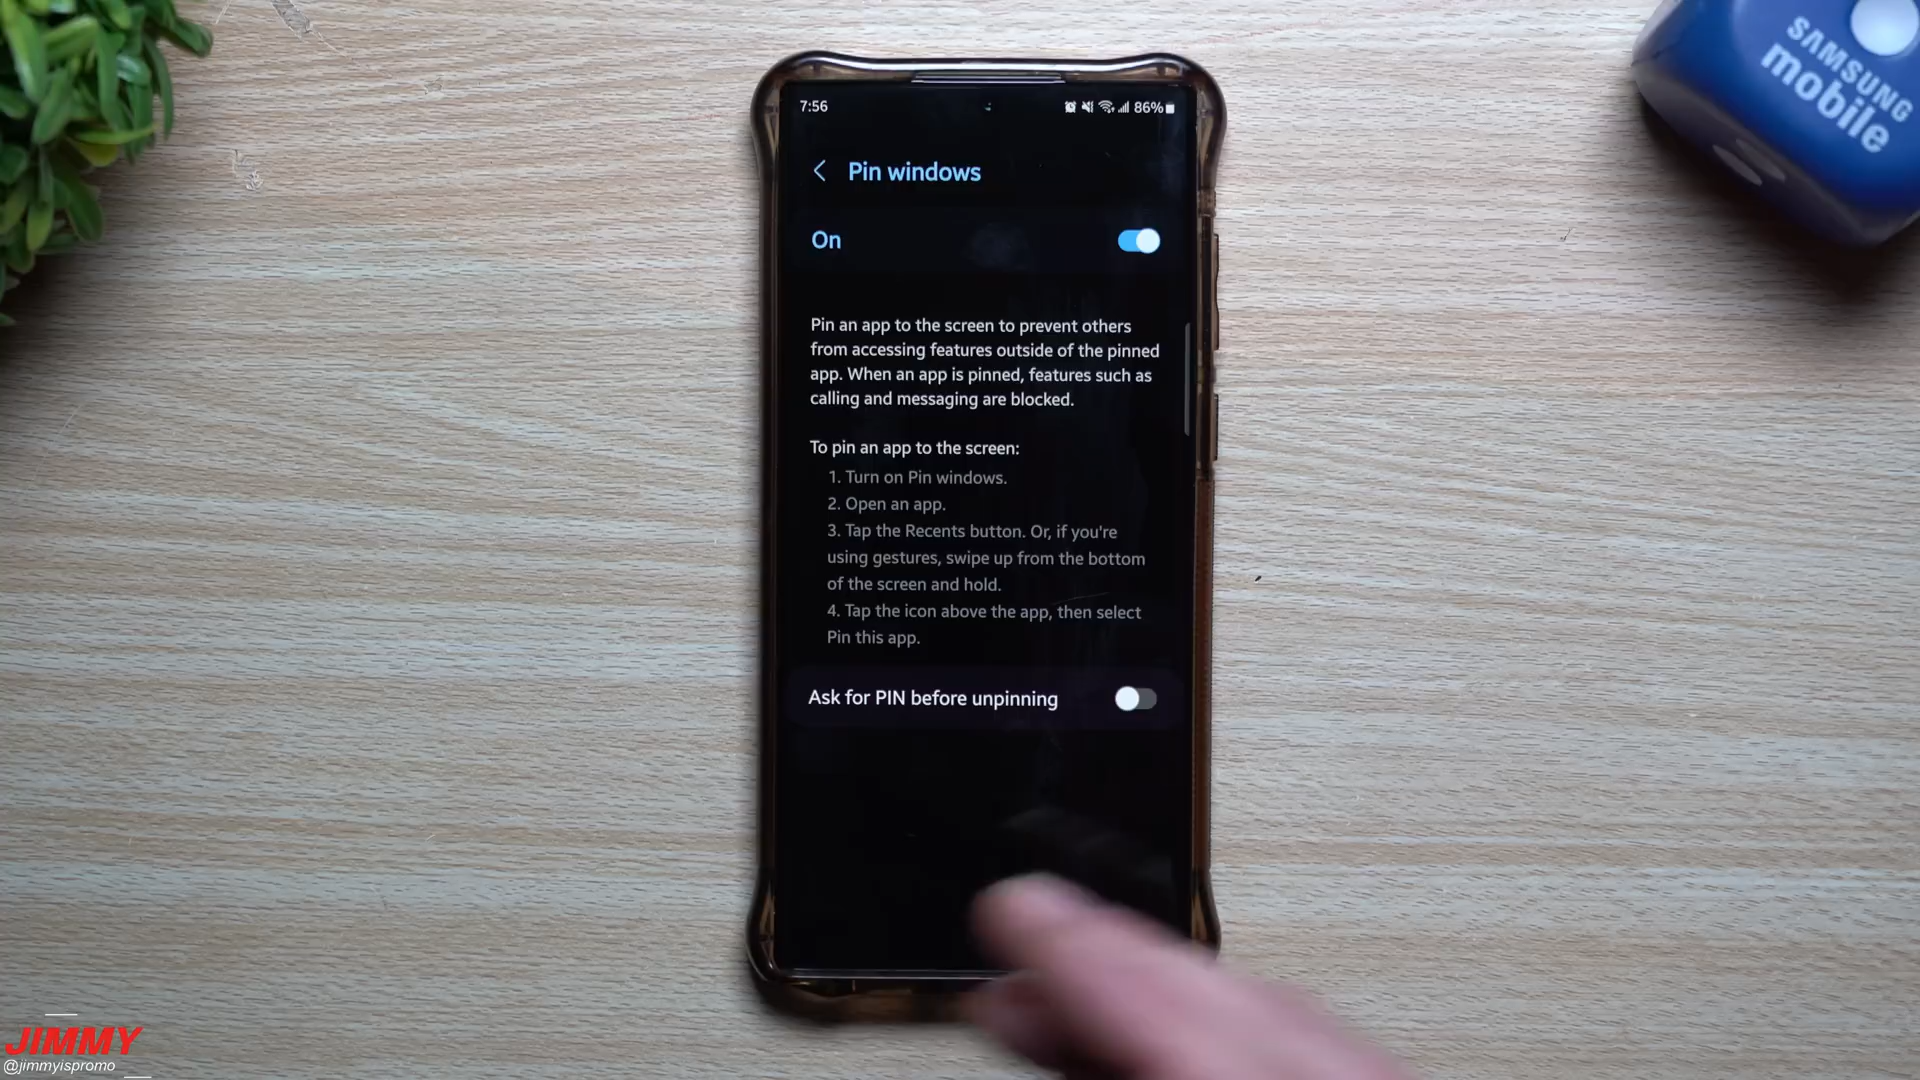 7:56
86%
Pin windows
On
Pin an app to the screen to prevent others
from accessing features outside of the pinned
app. When an app is pinned, features such as
calling and messaging are blocked.
To pin an app to the screen:
1. Turn on Pin windows.
2. Open an app.
3. Tap the Recents button. Or, if you're
using gestures, swipe up from the bottom
of the screen and hold.
4. Tap the icon above the app, then select
Pin this app.
Ask for PIN before unpinning
SAMSUNG
mobile
JIMMY
@jimmyispromo